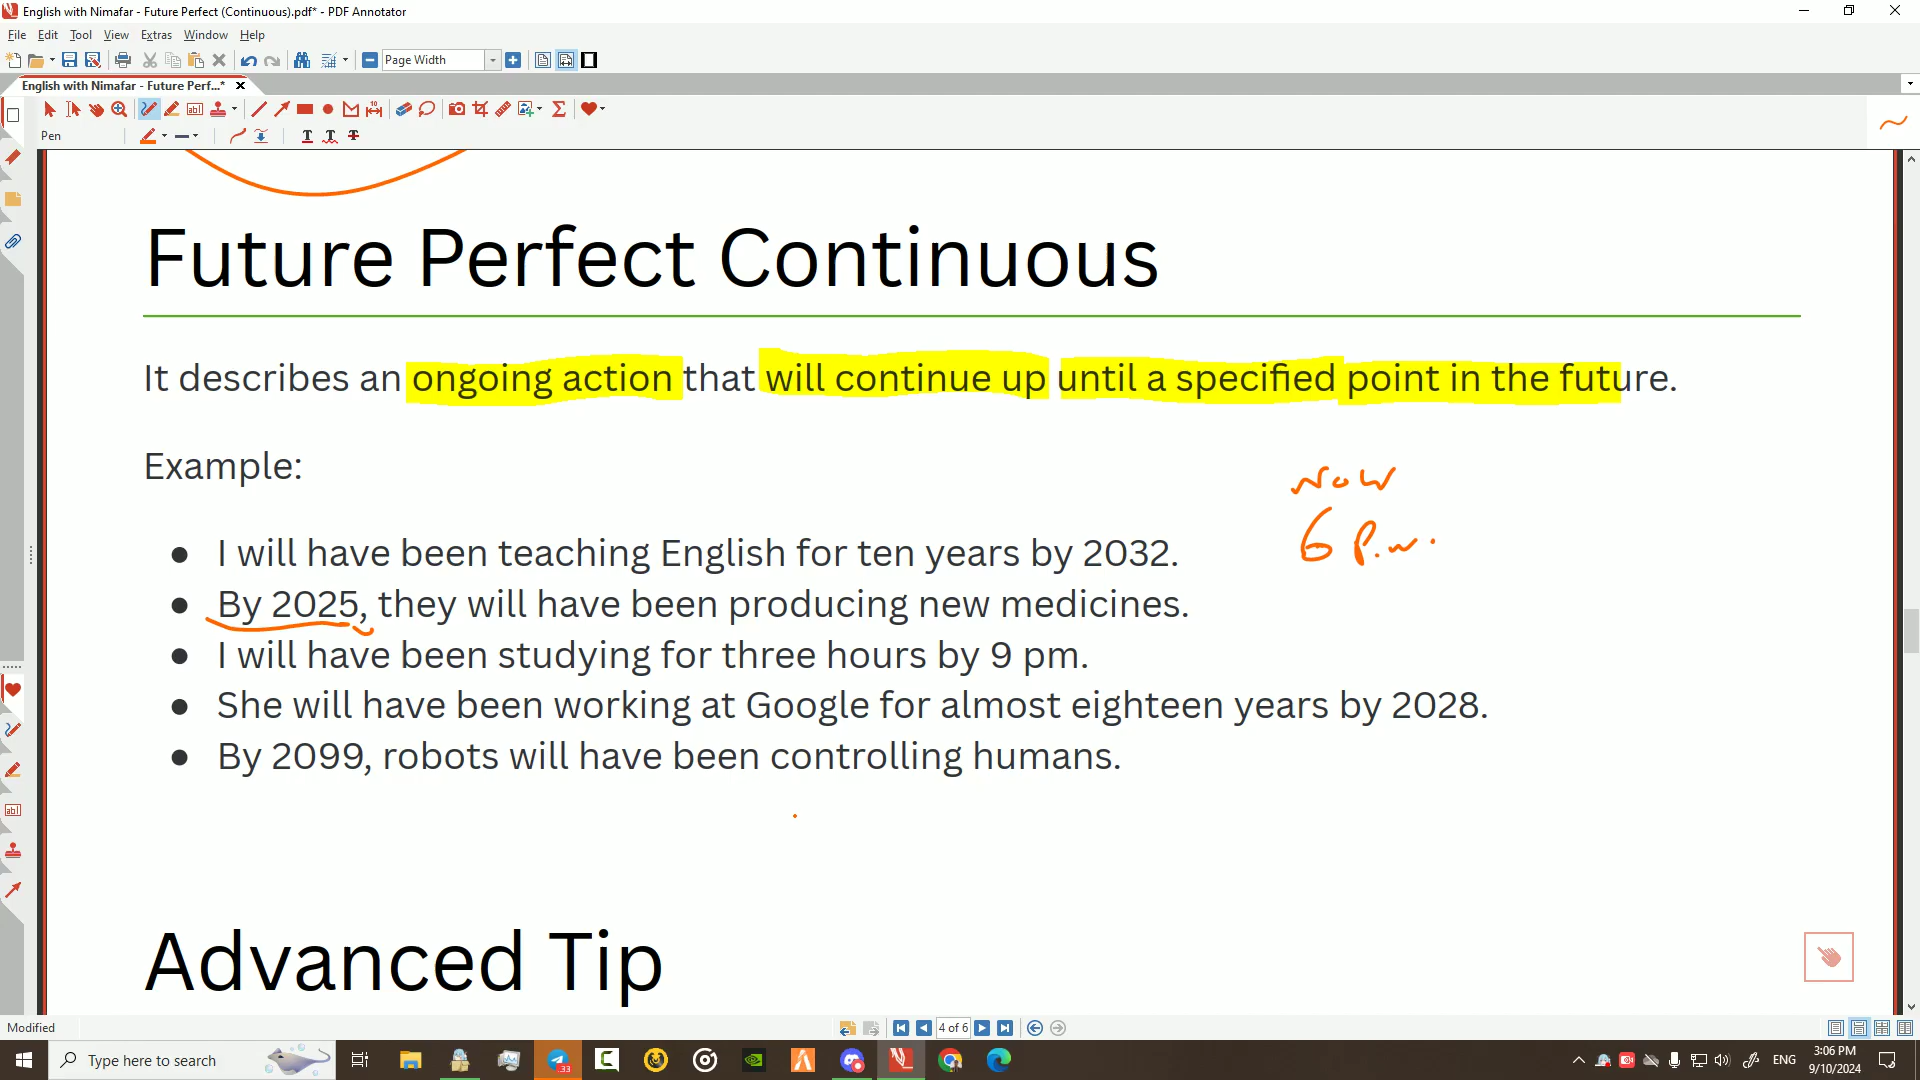 English with Nimafar - Future Perfect (Continuous).pdf* - PDF Annotator
File Edit Tool View Extras Window Help
Page Width
English with Nimafar - Future Perf...*
Pen
Future Perfect Continuous
It describes an ongoing action that will continue up until a specified point in the future.
Example:
Now
6 p.m.
● I will have been teaching English for ten years by 2032.
● By 2025, they will have been producing new medicines.
● I will have been studying for three hours by 9 pm.
● She will have been working at Google for almost eighteen years by 2028.
● By 2099, robots will have been controlling humans.
Advanced Tip
Modified
4 of 6
Type here to search
33
ENG
3:06 PM
9/10/2024